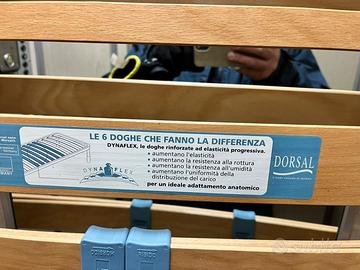 LE 6 DOGHE CHE FANNO LA DIFFERENZA
DYNAFLEX, le doghe rinforzate ad elasticità progressiva.
• aumentano l'elasticità
• aumentano la resistenza alla rottura
• aumentano la resistenza all'umidità
• aumentano l'uniformità della
distribuzione del carico
per un ideale adattamento anatomico
DYNAFLEX
DORSAL
MORBIDO
RIGIDO